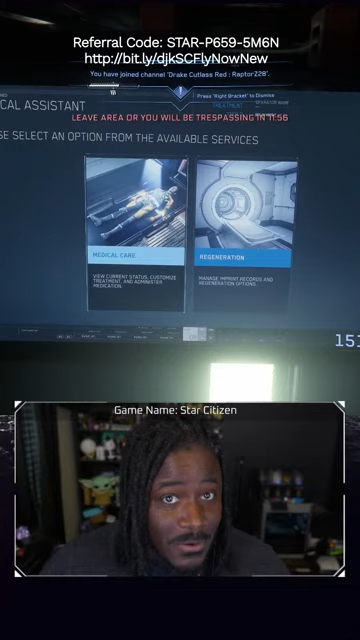 Referral Code: STAR-P659-5M6N
http://bit.ly/djkSCFlyNowNew
You have joined channel "Drake Cutlass Red : RaptorZ28".
Press "Right Bracket" to Dismiss
CAL ASSISTANT
TREATMENT
LEAVE AREA OR YOU WILL BE TRESPASSING IN 1:56
SE SELECT AN OPTION FROM THE AVAILABLE SERVICES
MEDICAL CARE
REGENERATION
VIEW CURRENT STATUS, CUSTOMIZE
TREATMENT, AND ADMINISTER
MEDICATION.
MANAGE IMPRINT RECORDS AND
REGENERATION OPTIONS.
151
Game Name: Star Citizen